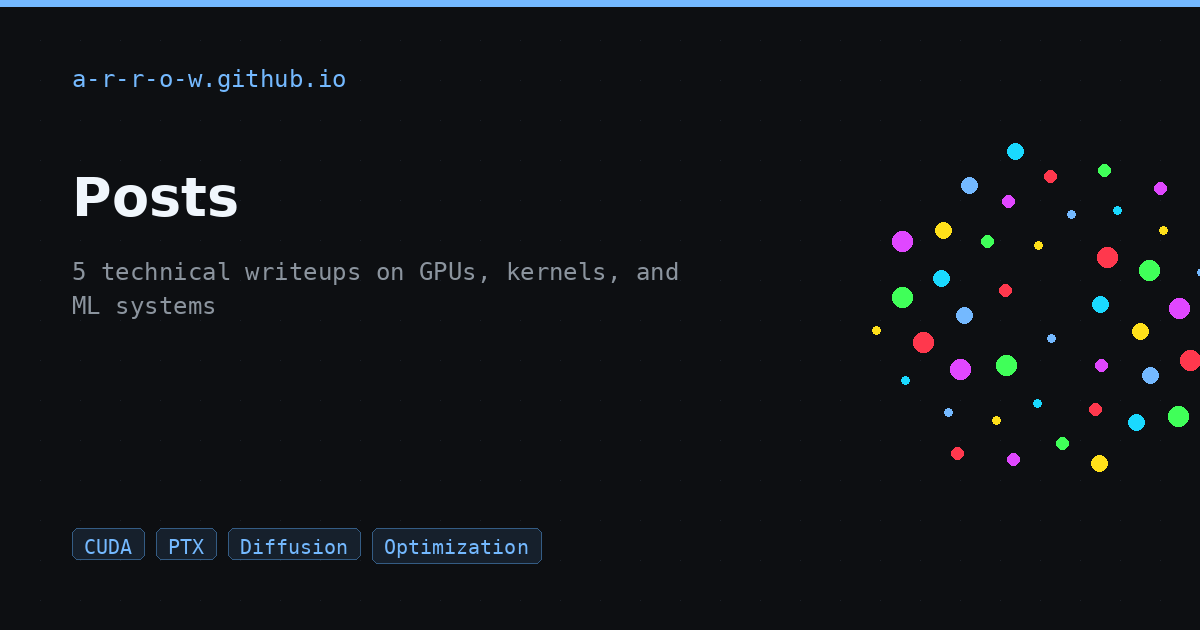 a-r-r-o-w.github.io
Posts
5 technical writeups on GPUs, kernels, and
ML systems
CUDA PTX Diffusion Optimization